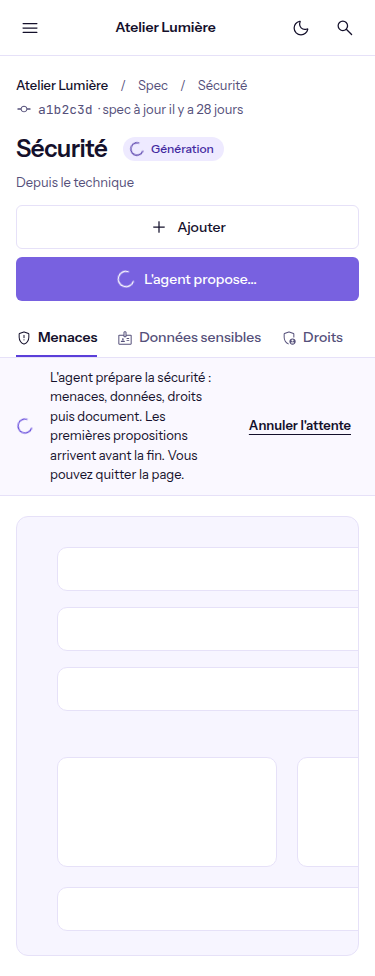 Atelier Lumière
Atelier Lumière / Spec / Sécurité
a1b2c3d · spec à jour il y a 28 jours
Sécurité
Génération
Depuis le technique
Ajouter
L'agent propose…
Menaces
Données sensibles
Droits
L'agent prépare la sécurité :
menaces, données, droits
puis document. Les
premières propositions
arrivent avant la fin. Vous
pouvez quitter la page.
Annuler l'attente